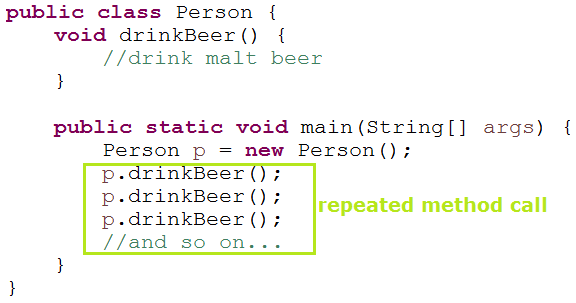 public class Person {
void drinkBeer() {
//drink malt beer
}
public static void main(String[] args) {
Person p = new Person();
p.drinkBeer();
p.drinkBeer();
p.drinkBeer();
//and so on...
repeated method call
}
}